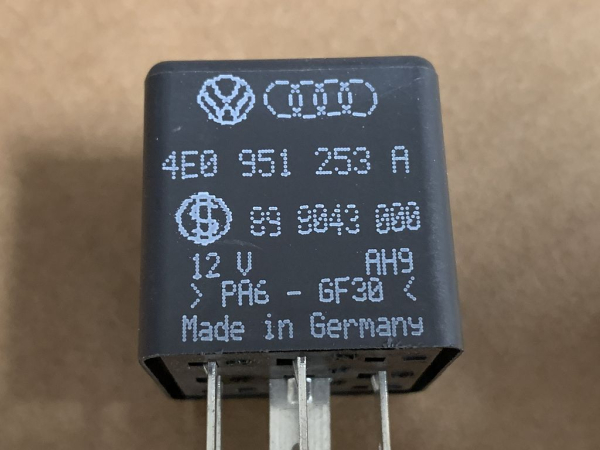 4E0 951 253 A
S 89 8043 000
12 V AH9
> PA6 - GF30 <
Made in Germany